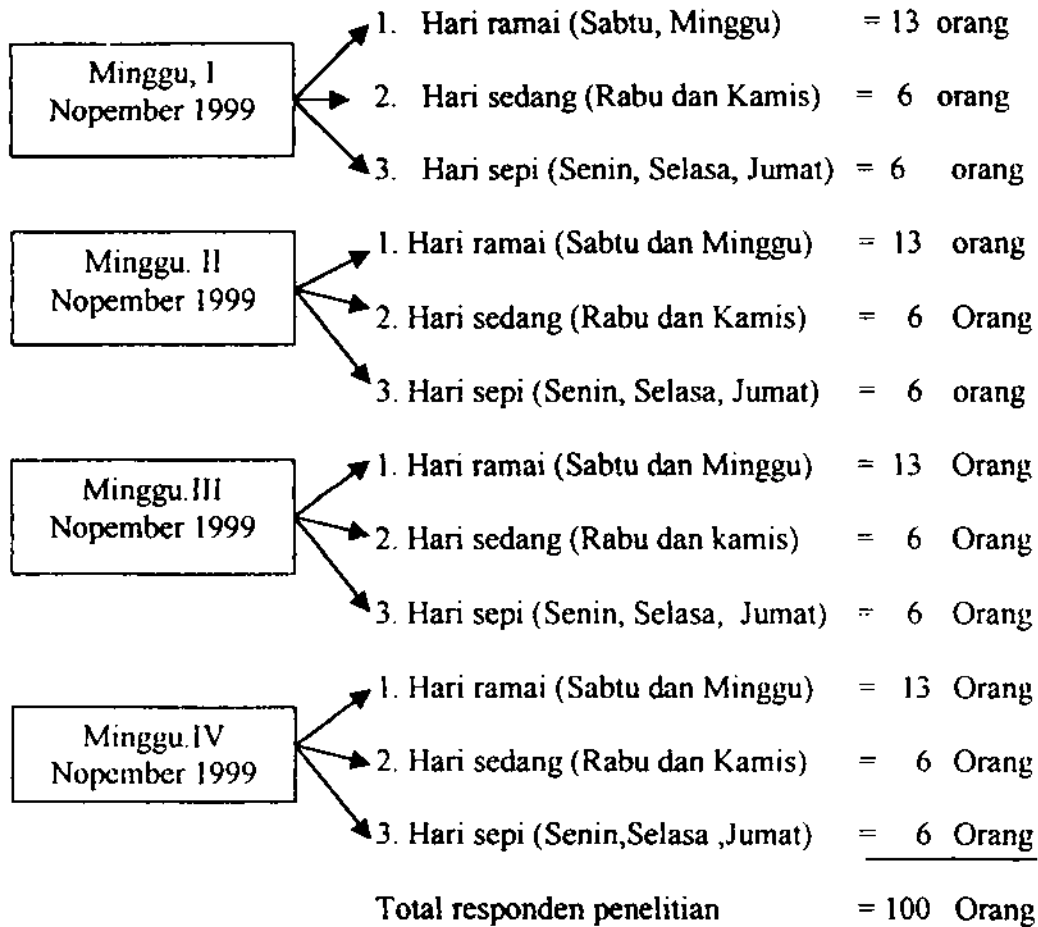 Minggu, I
Nopember 1999
1. Hari ramai (Sabtu, Minggu) = 13 orang
2. Hari sedang (Rabu dan Kamis) = 6 orang
3. Hari sepi (Senin, Selasa, Jumat) = 6 orang
Minggu. II
Nopember 1999
1. Hari ramai (Sabtu dan Minggu) = 13 orang
2. Hari sedang (Rabu dan Kamis) = 6 Orang
3. Hari sepi (Senin, Selasa, Jumat) = 6 orang
Minggu.III
Nopember 1999
1. Hari ramai (Sabtu dan Minggu) = 13 Orang
2. Hari sedang (Rabu dan kamis) = 6 Orang
3. Hari sepi (Senin, Selasa, Jumat) = 6 Orang
Minggu.IV
Nopember 1999
1. Hari ramai (Sabtu dan Minggu) = 13 Orang
2. Hari sedang (Rabu dan Kamis) = 6 Orang
3. Hari sepi (Senin,Selasa ,Jumat) = 6 Orang
Total responden penelitian = 100 Orang